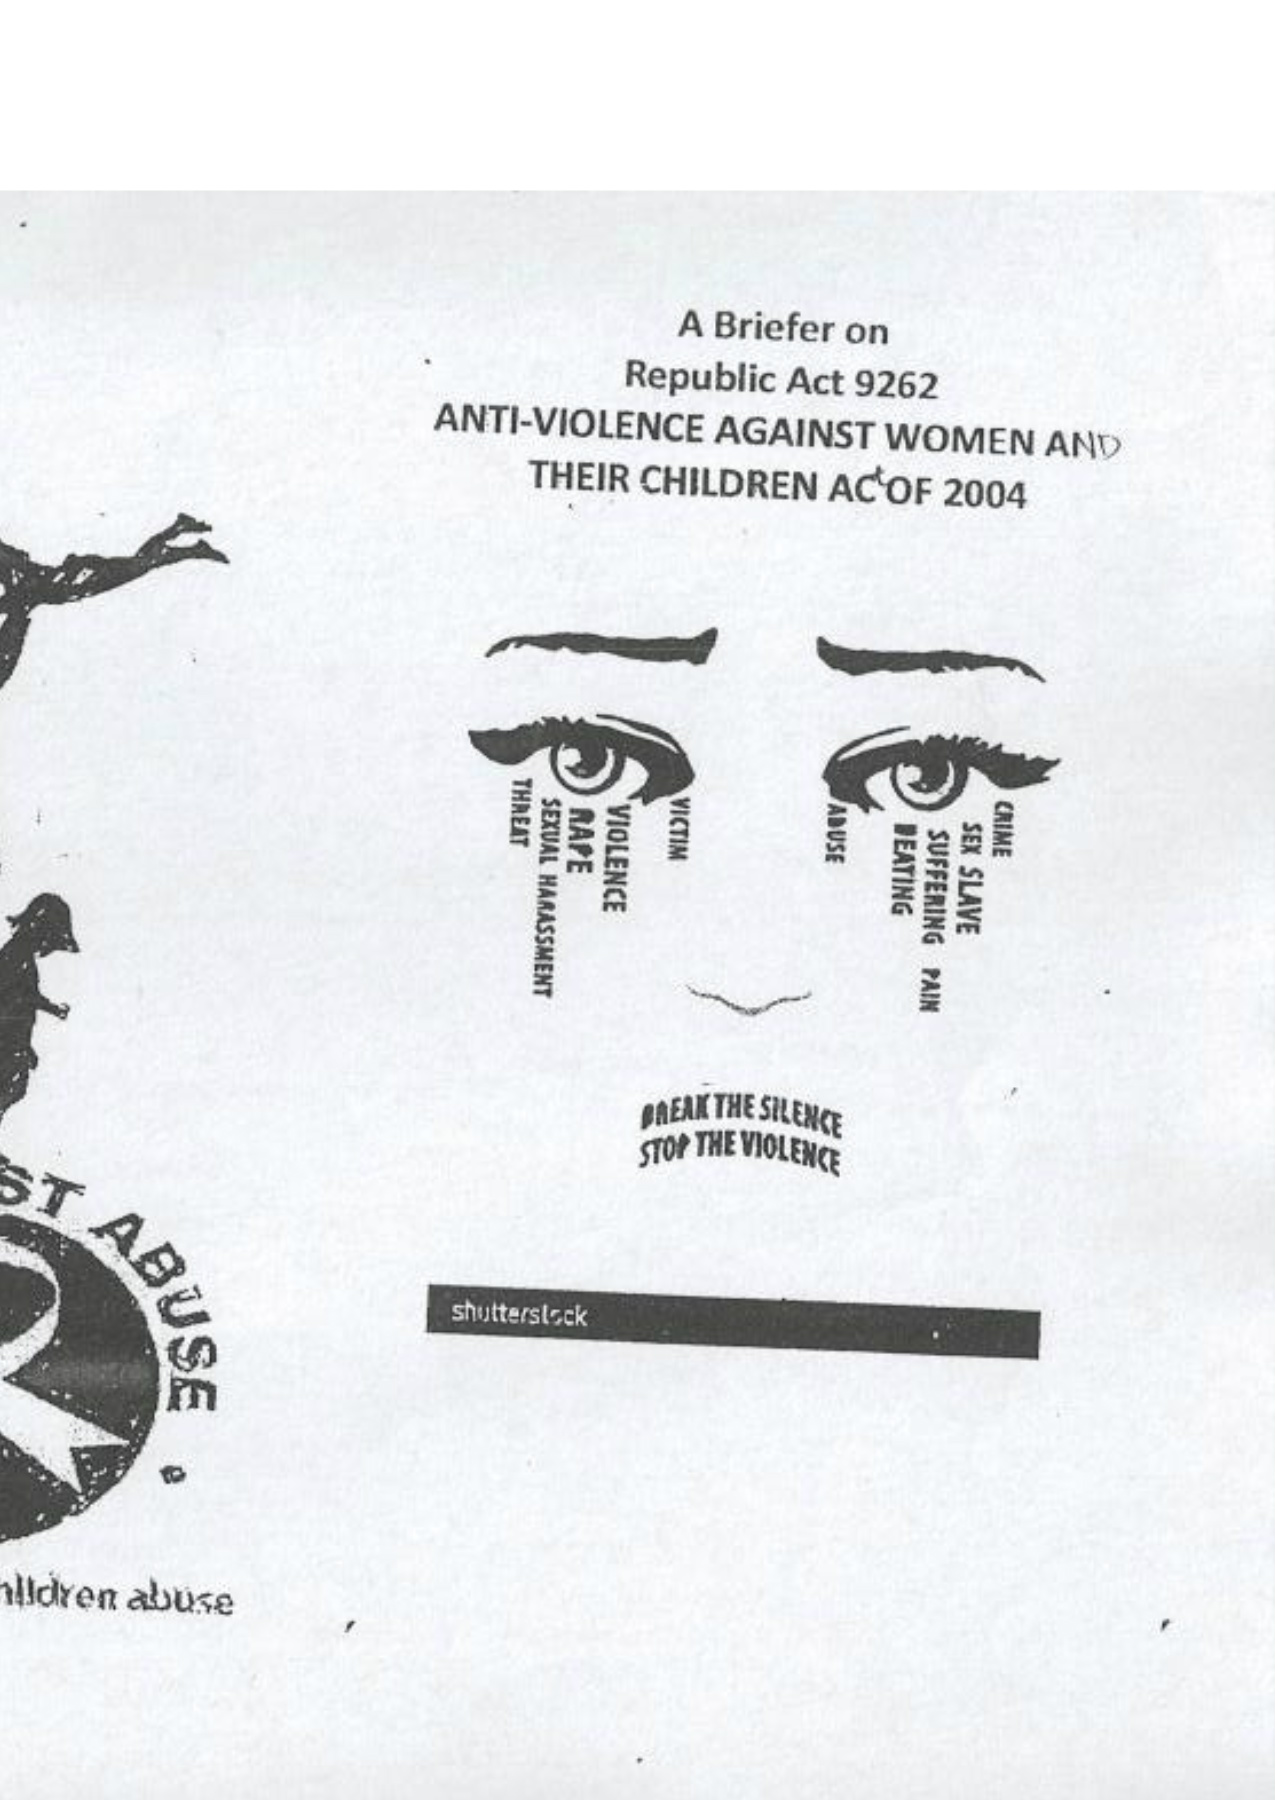 A Briefer on
Republic Act 9262
ANTI-VIOLENCE AGAINST WOMEN AND
THEIR CHILDREN ACt OF 2004
THREAT
SEXUAL HARASSMENT
RAPE
VIOLENCE
VICTIM
ABUSE
BEATING
SUFFERING PAIN
SEX SLAVE
CRIME
BREAK THE SILENCE
STOP THE VIOLENCE
shutterstock
ST ABUSE
hildren abuse